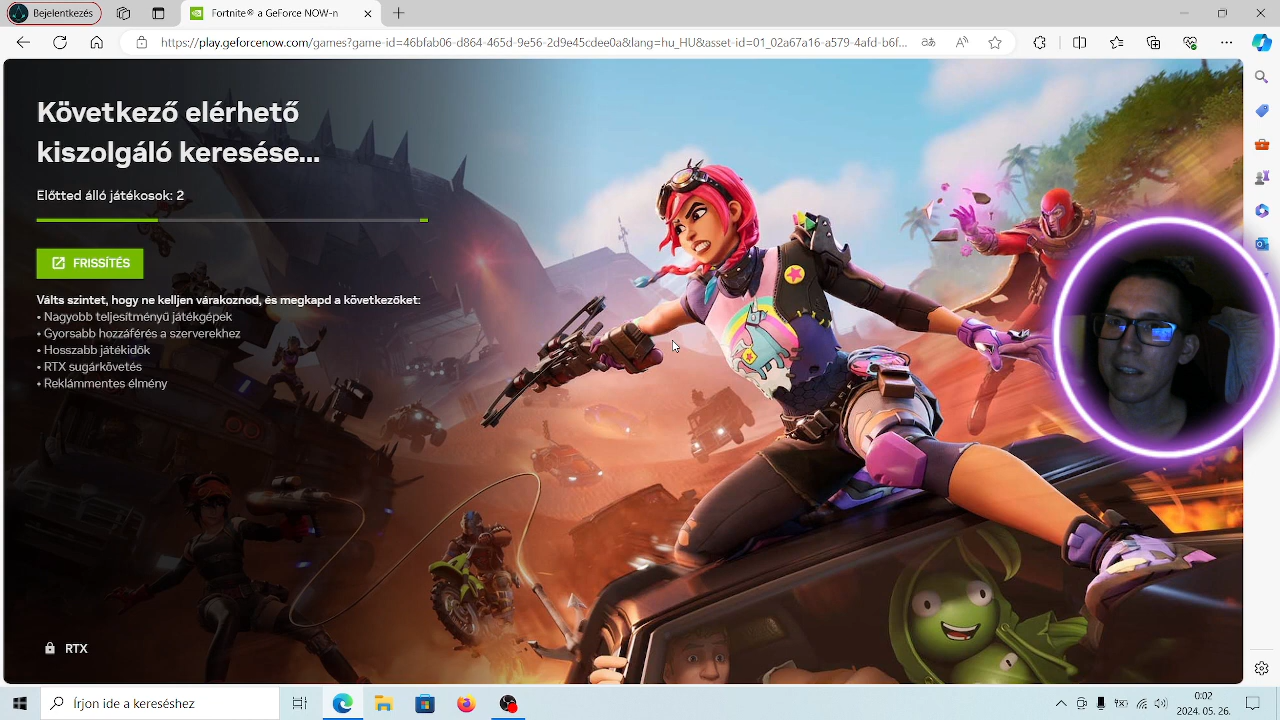 Bejelentkezés
Fortnite® a GeForce NOW-n
https://play.geforcenow.com/games?game-id=46bfab06-d864-465d-9e56-2d9e45cdee0a&lang=hu_HU&asset-id=01_02a67a16-a579-4afd-b6f...
Következő elérhető
kiszolgáló keresése...
Előtted álló játékosok: 2
FRISSÍTÉS
Válts szintet, hogy ne kelljen várakoznod, és megkapd a következőket:
• Nagyobb teljesítményű játékgépek
• Gyorsabb hozzáférés a szerverekhez
• Hosszabb játékidők
• RTX sugárkövetés
• Reklámmentes élmény
RTX
Írjon ide a kereséshez
0:02
2024. 05. 26.